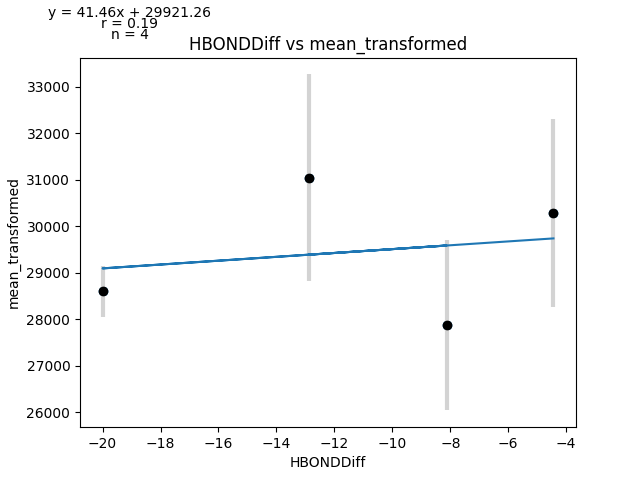 y = 41.46x + 29921.26
r = 0.19
n = 4
HBONDDiff vs mean_transformed
33000
32000
31000
30000
29000
28000
27000
26000
mean_transformed
−20 −18 −16 −14 −12 −10 −8 −6 −4
HBONDDiff